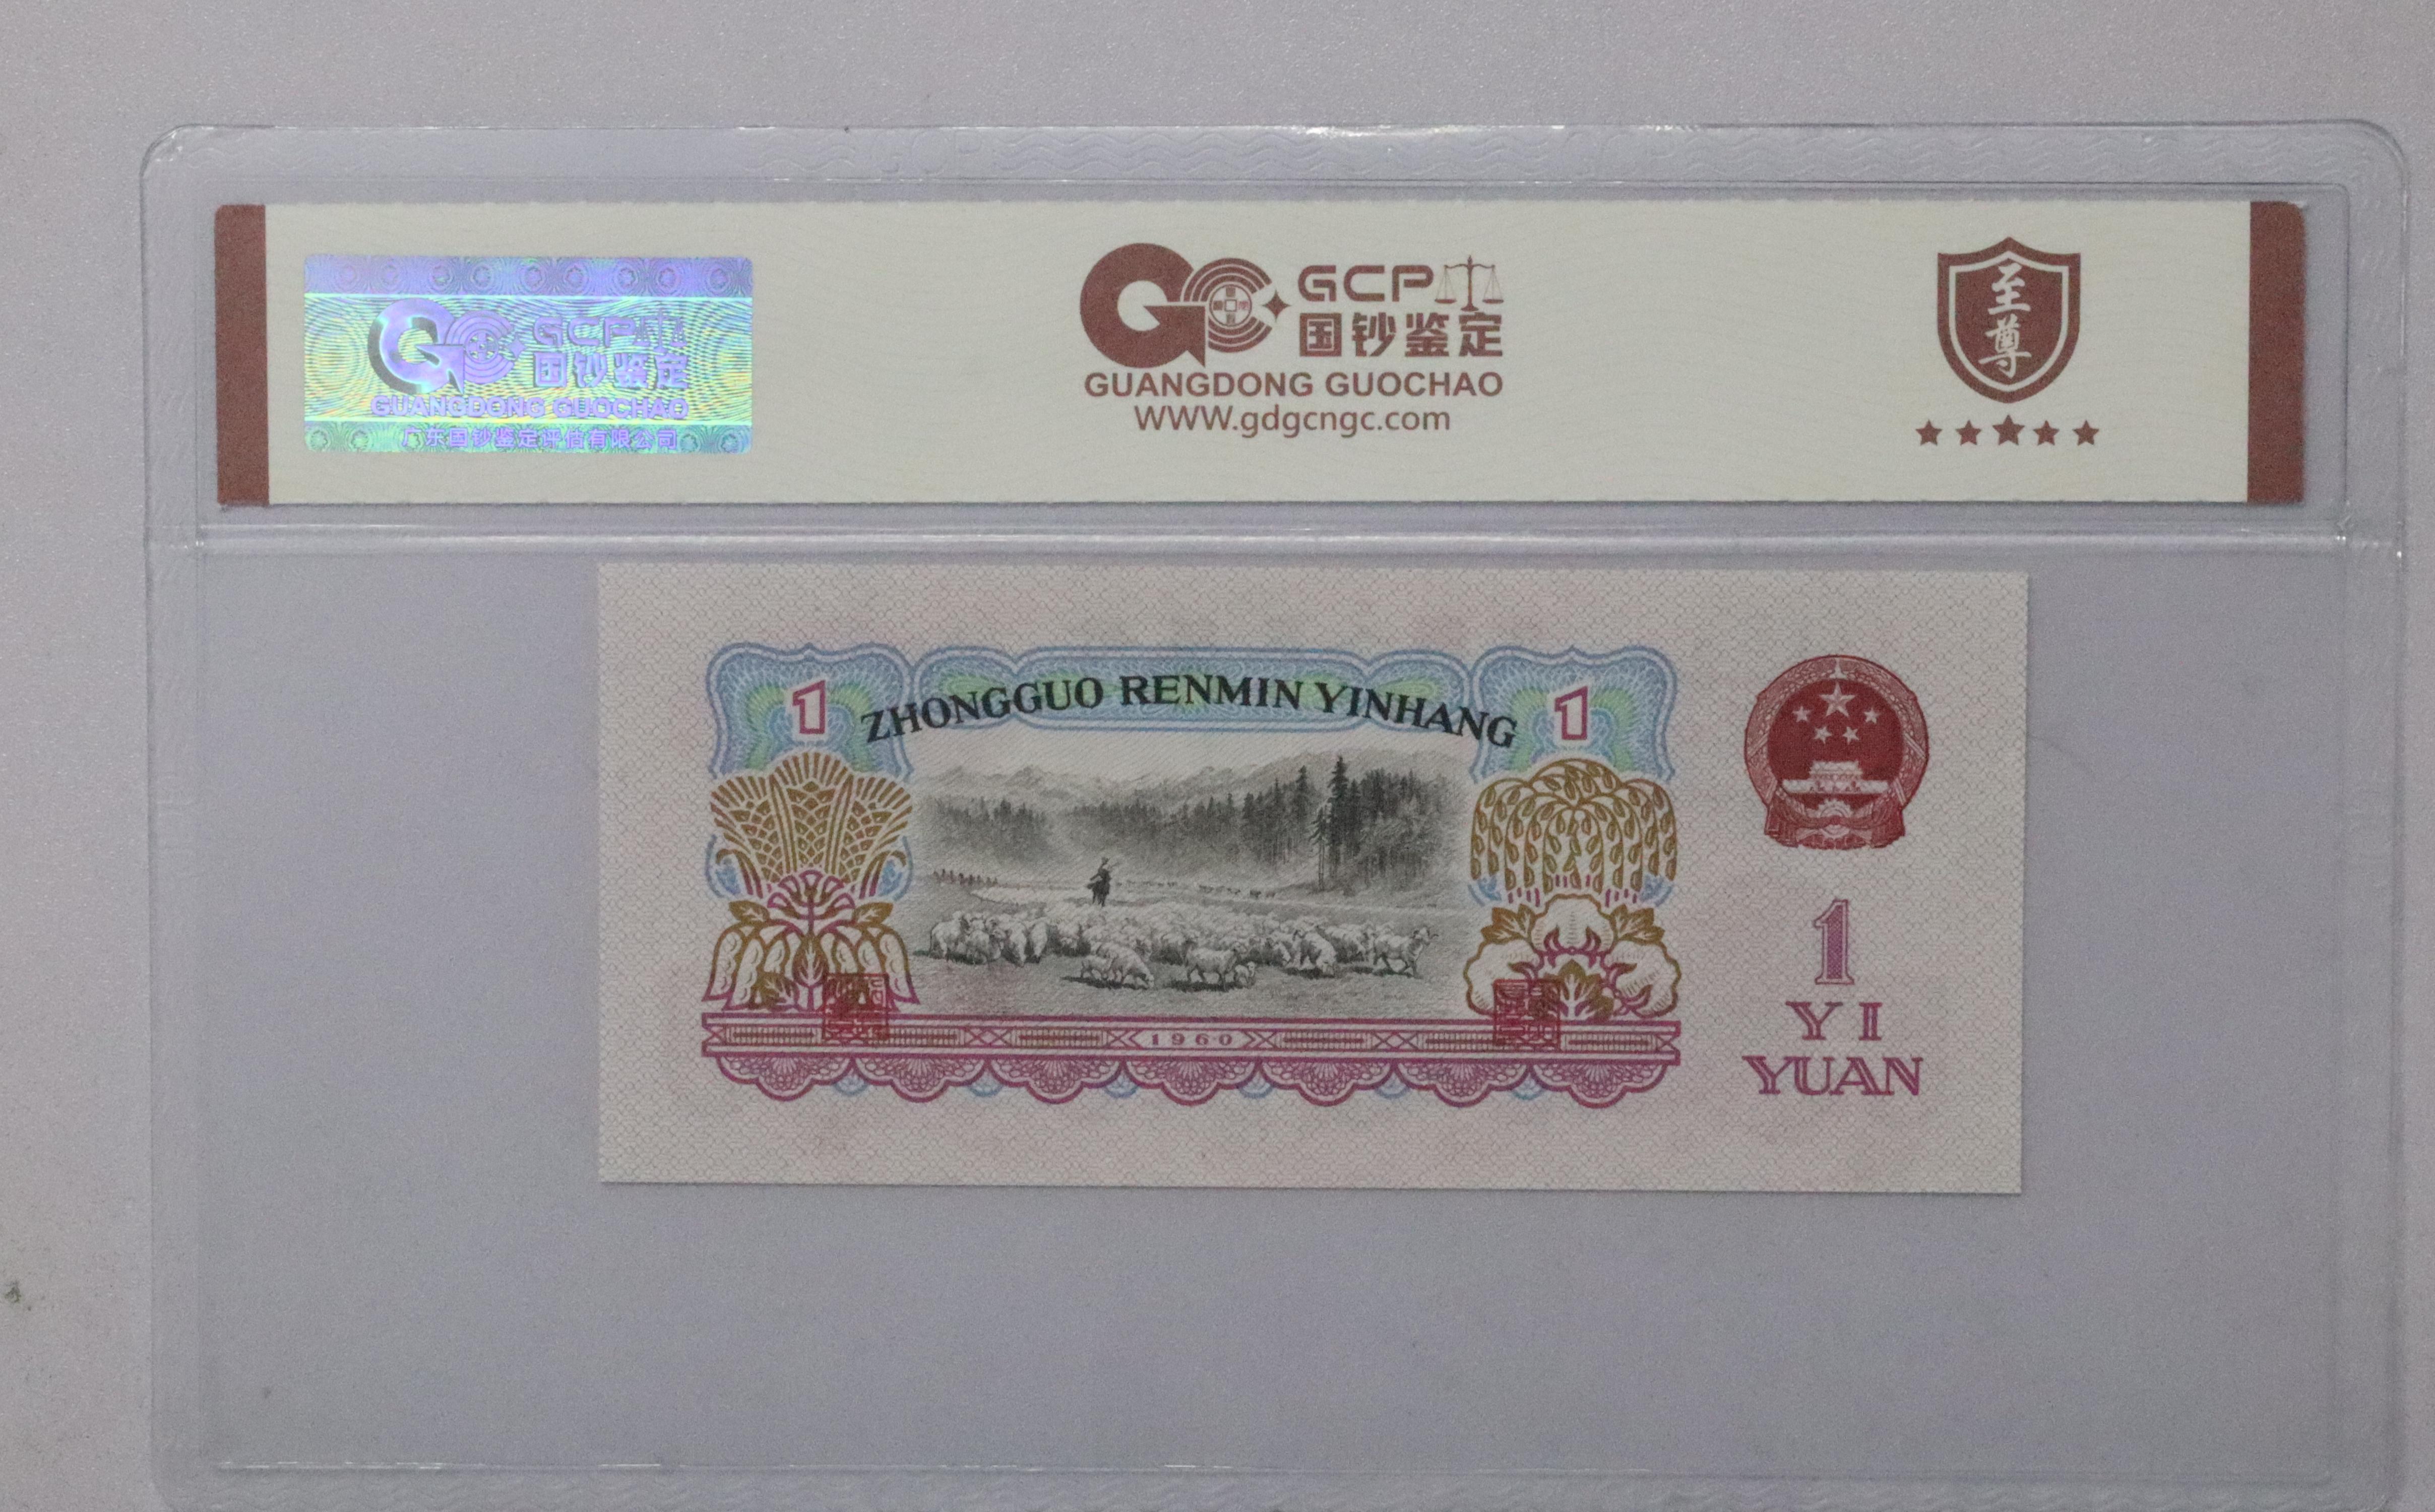 GCP
国钞鉴定
GUANGDONG GUOCHAO
广东国钞鉴定评估有限公司
GCP
国钞鉴定
GUANGDONG GUOCHAO
WWW.gdgcngc.com
至
尊
1 ZHONGGUO RENMIN YINHANG 1
1960
1
YI
YUAN